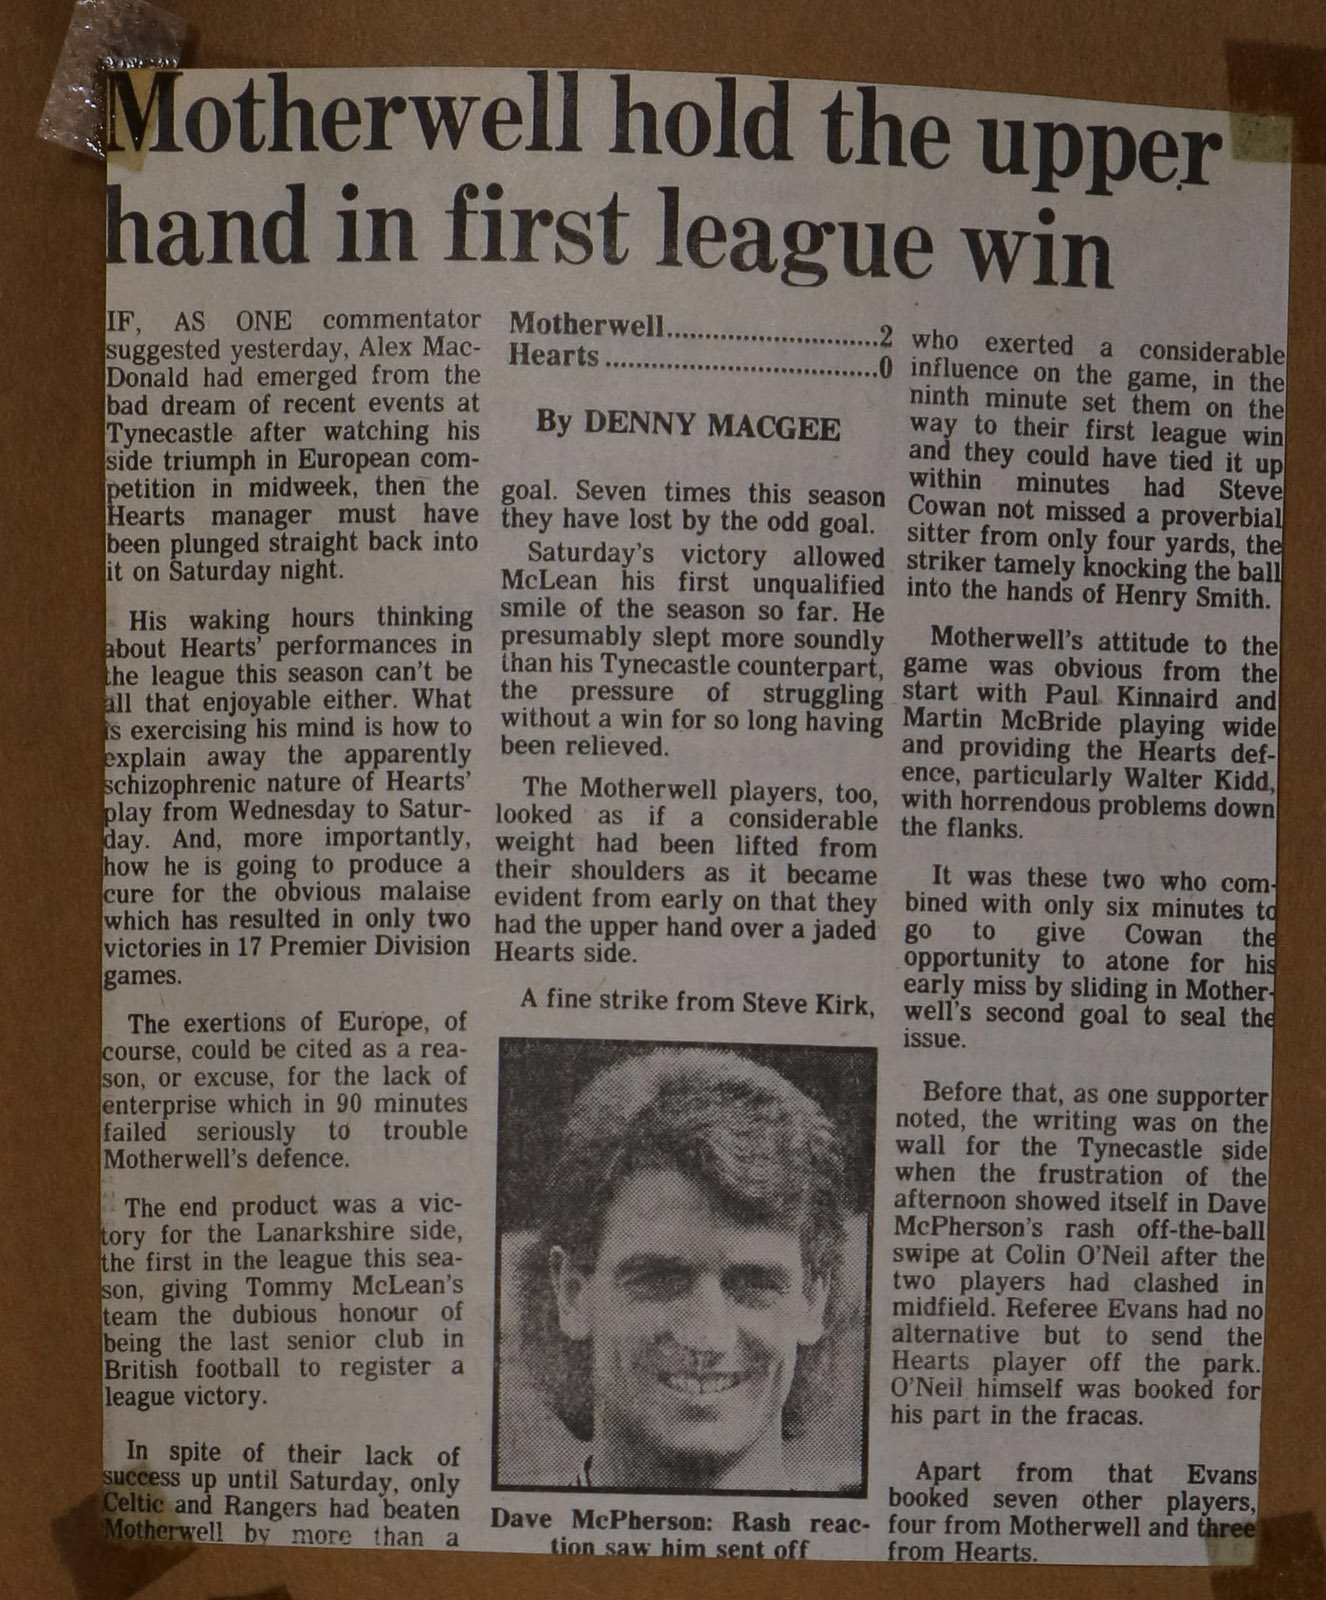 Motherwell hold the upper
hand in first league win
IF, AS ONE commentator
suggested yesterday, Alex Mac-
Donald had emerged from the
bad dream of recent events at
Tynecastle after watching his
side triumph in European com-
petition in midweek, then the
Hearts manager must have
been plunged straight back into
it on Saturday night.
His waking hours thinking
about Hearts' performances in
the league this season can't be
all that enjoyable either. What
is exercising his mind is how to
explain away the apparently
schizophrenic nature of Hearts'
play from Wednesday to Satur-
day. And, more importantly,
how he is going to produce a
cure for the obvious malaise
which has resulted in only two
victories in 17 Premier Division
games.
The exertions of Europe, of
course, could be cited as a rea-
son, or excuse, for the lack of
enterprise which in 90 minutes
failed seriously to trouble
Motherwell's defence.
The end product was a vic-
tory for the Lanarkshire side,
the first in the league this sea-
son, giving Tommy McLean's
team the dubious honour of
being the last senior club in
British football to register a
league victory.
In spite of their lack of
success up until Saturday, only
Celtic and Rangers had beaten
Motherwell by more than a
Motherwell.......................2
Hearts..............................0
By DENNY MACGEE
goal. Seven times this season
they have lost by the odd goal.
Saturday's victory allowed
McLean his first unqualified
smile of the season so far. He
presumably slept more soundly
than his Tynecastle counterpart,
the pressure of struggling
without a win for so long having
been relieved.
The Motherwell players, too,
looked as if a considerable
weight had been lifted from
their shoulders as it became
evident from early on that they
had the upper hand over a jaded
Hearts side.
A fine strike from Steve Kirk,
Dave McPherson: Rash reac-
tion saw him sent off
who exerted a considerable
influence on the game, in the
ninth minute set them on the
way to their first league win
and they could have tied it up
within minutes had Steve
Cowan not missed a proverbial
sitter from only four yards, the
striker tamely knocking the ball
into the hands of Henry Smith.
Motherwell's attitude to the
game was obvious from the
start with Paul Kinnaird and
Martin McBride playing wide
and providing the Hearts def-
ence, particularly Walter Kidd,
with horrendous problems down
the flanks.
It was these two who com-
bined with only six minutes to
go to give Cowan the
opportunity to atone for his
early miss by sliding in Mother-
well's second goal to seal the
issue.
Before that, as one supporter
noted, the writing was on the
wall for the Tynecastle side
when the frustration of the
afternoon showed itself in Dave
McPherson's rash off-the-ball
swipe at Colin O'Neil after the
two players had clashed in
midfield. Referee Evans had no
alternative but to send the
Hearts player off the park.
O'Neil himself was booked for
his part in the fracas.
Apart from that Evans
booked seven other players,
four from Motherwell and three
from Hearts.